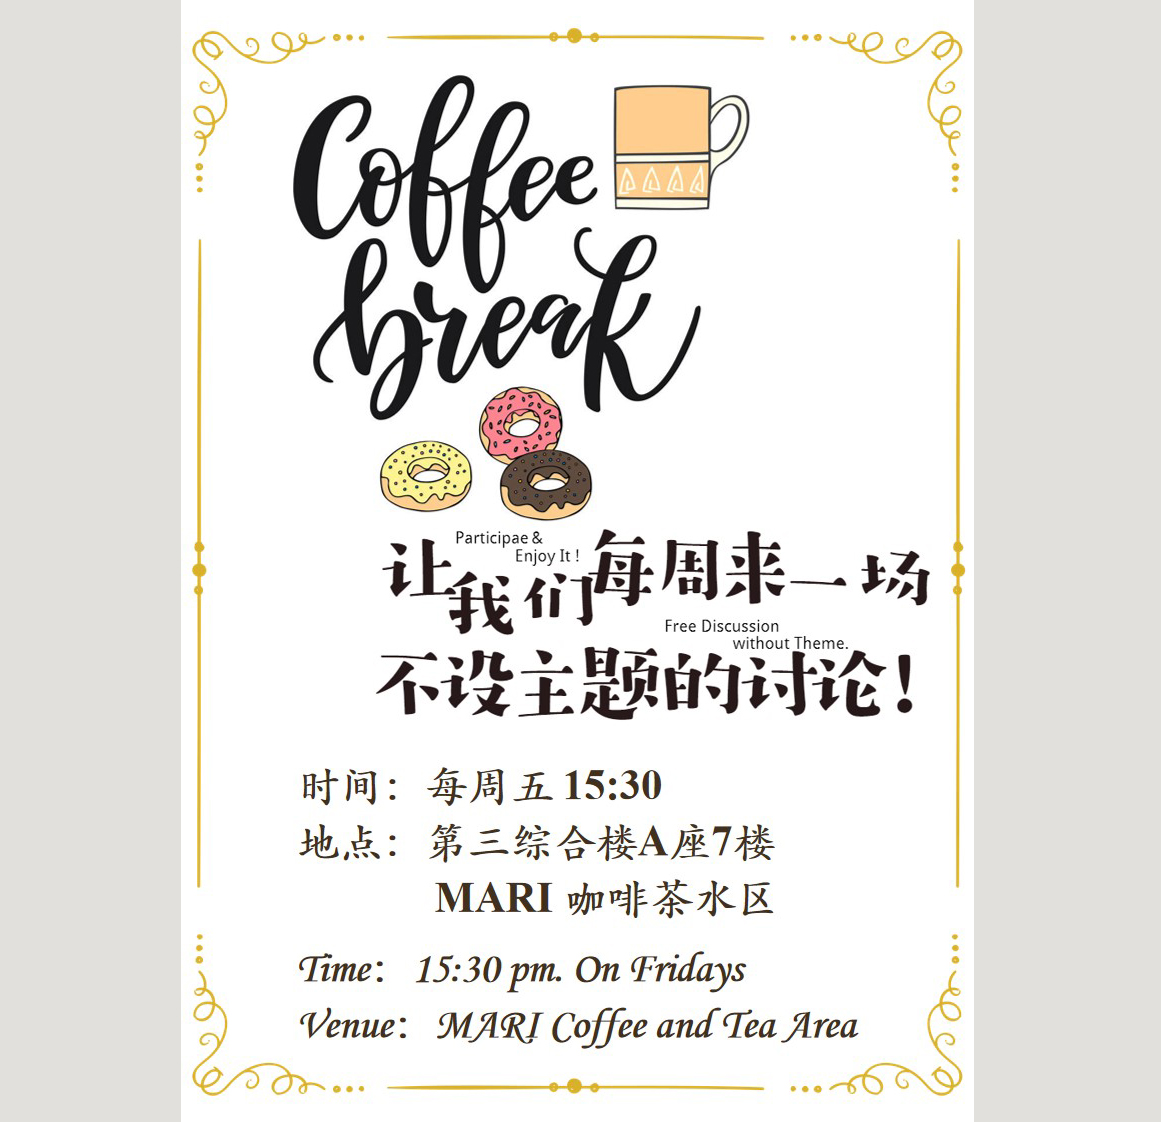 Coffee
break
Participae &
Enjoy It !
让我们每周来一场
Free Discussion
without Theme.
不设主题的讨论！
时间：每周五 15:30
地点：第三综合楼A座7楼
MARI 咖啡茶水区
Time： 15:30 pm. On Fridays
Venue： MARI Coffee and Tea Area